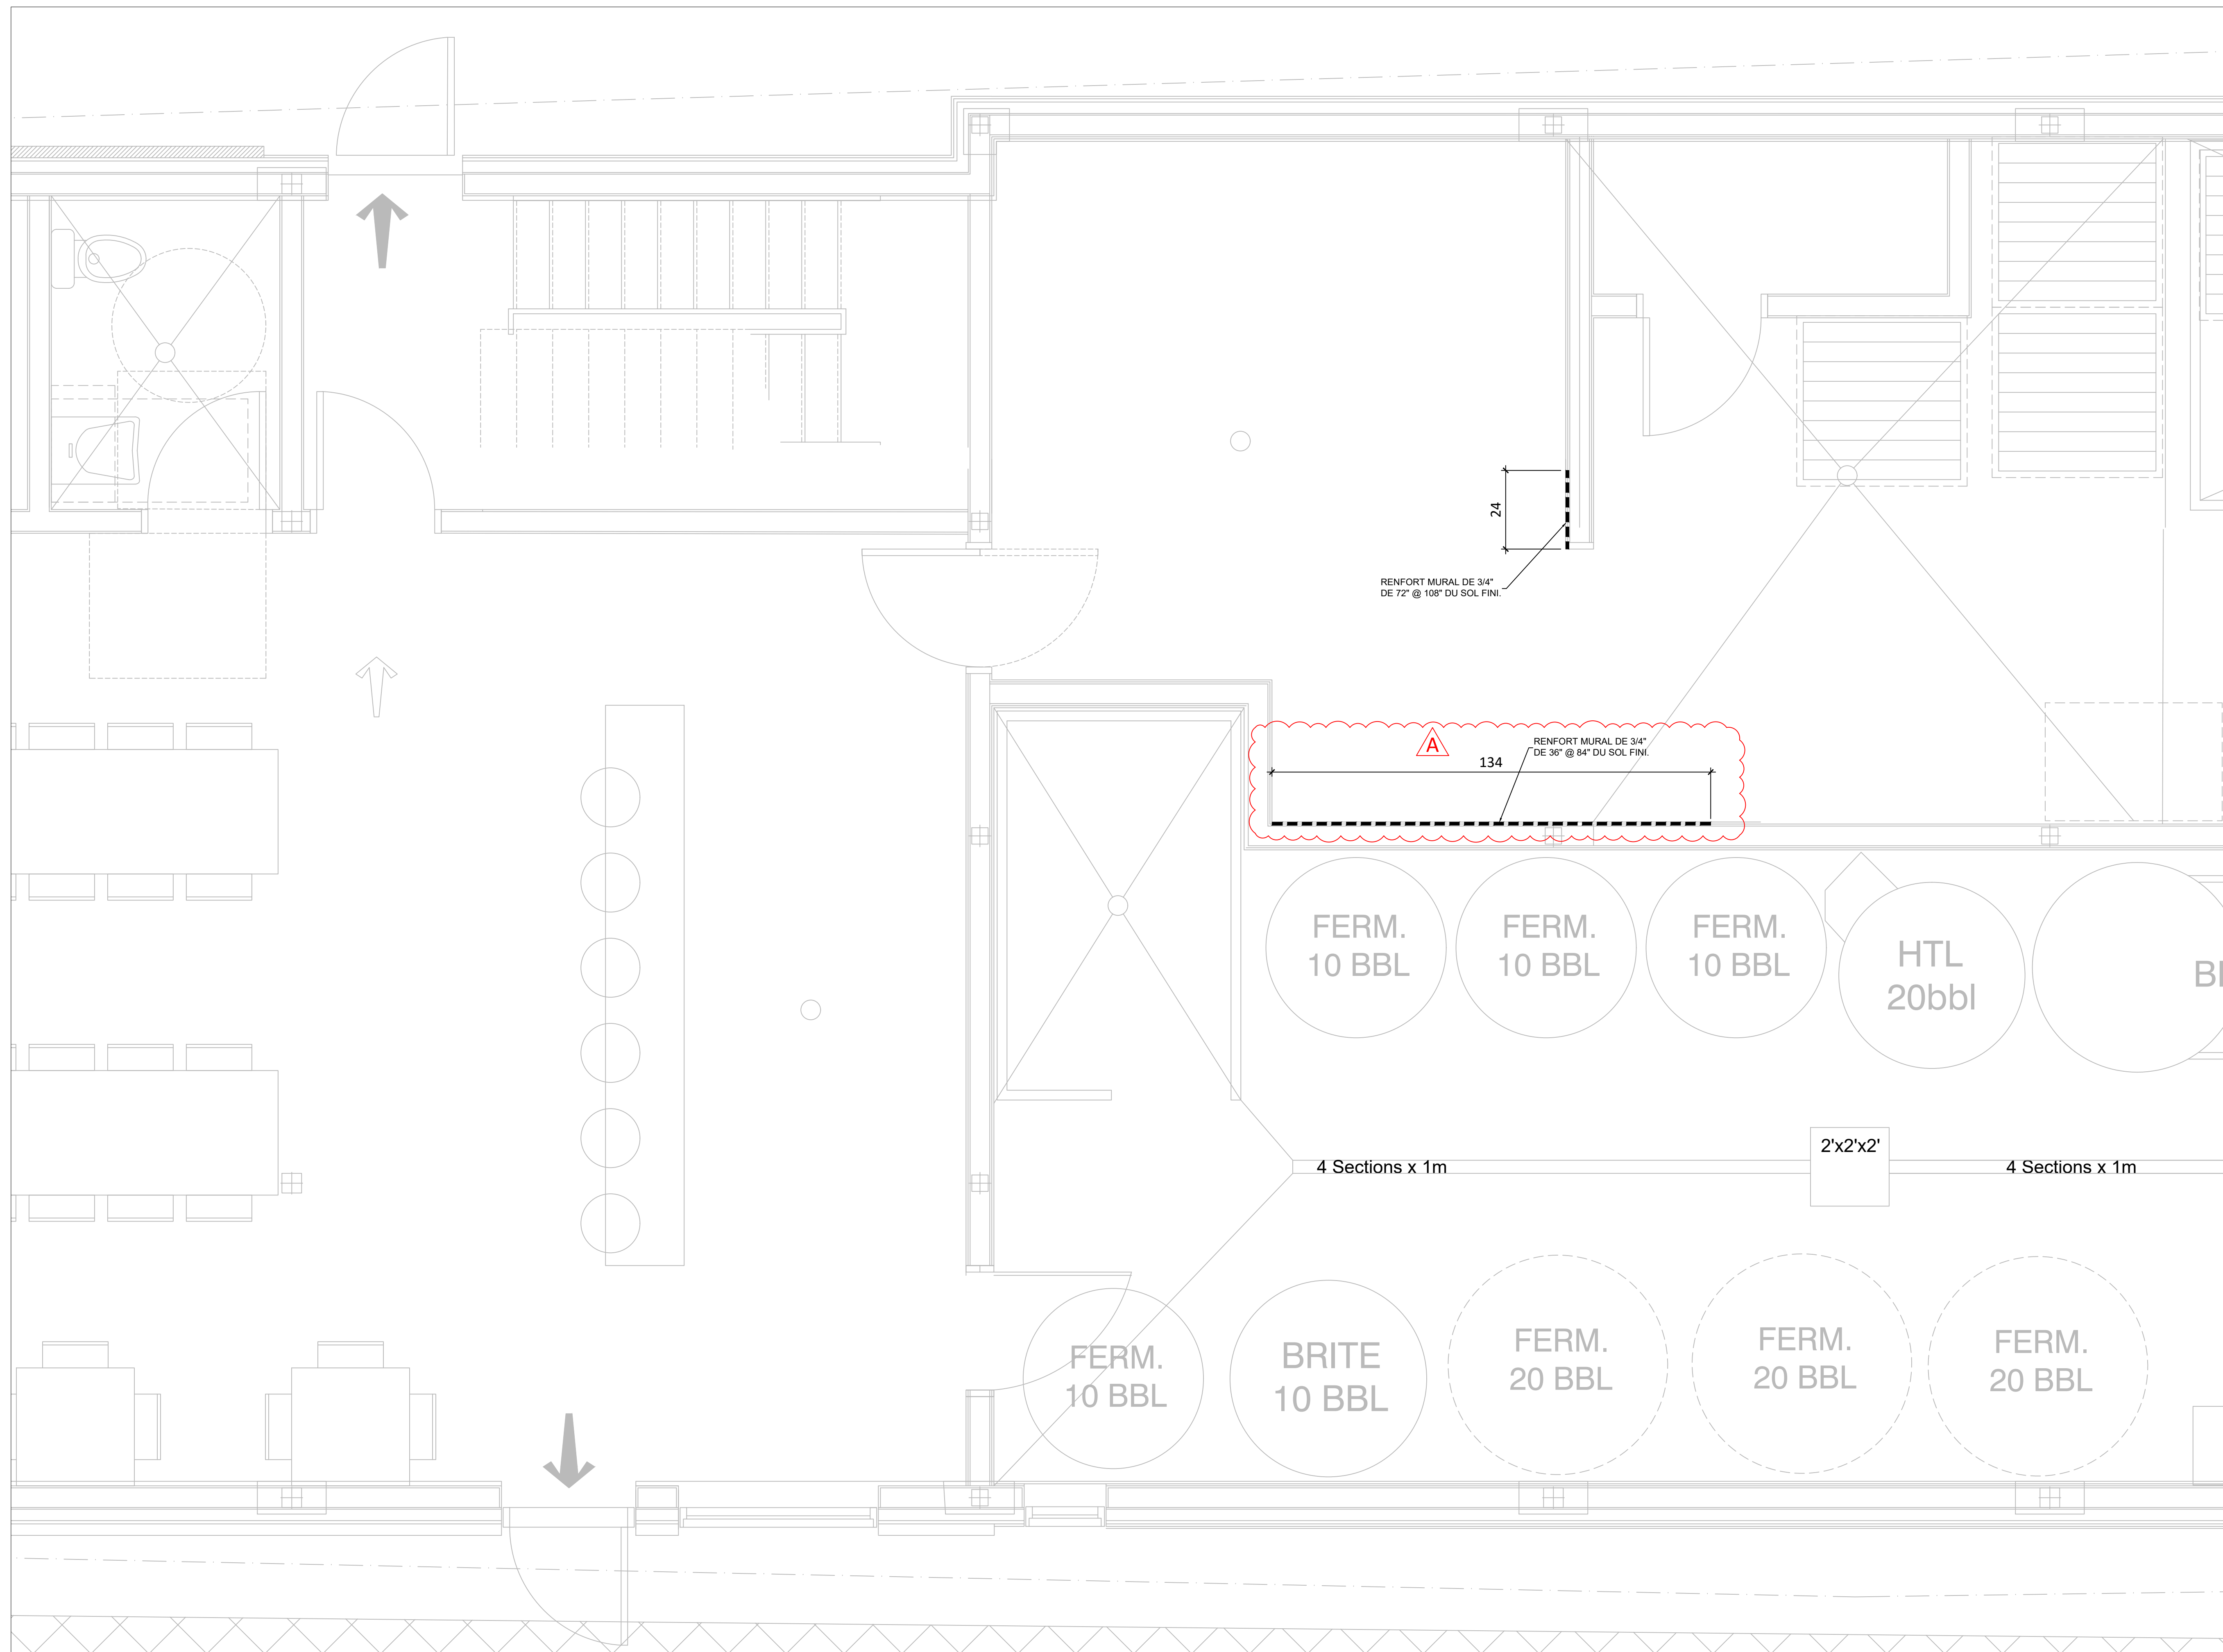 24
RENFORT MURAL DE 3/4"
DE 72" @ 108" DU SOL FINI.
A
RENFORT MURAL DE 3/4"
DE 36" @ 84" DU SOL FINI.
134
FERM.
10 BBL
FERM.
10 BBL
FERM.
10 BBL
HTL
20bbl
4 Sections x 1m
2'x2'x2'
4 Sections x 1m
FERM.
10 BBL
BRITE
10 BBL
FERM.
20 BBL
FERM.
20 BBL
FERM.
20 BBL